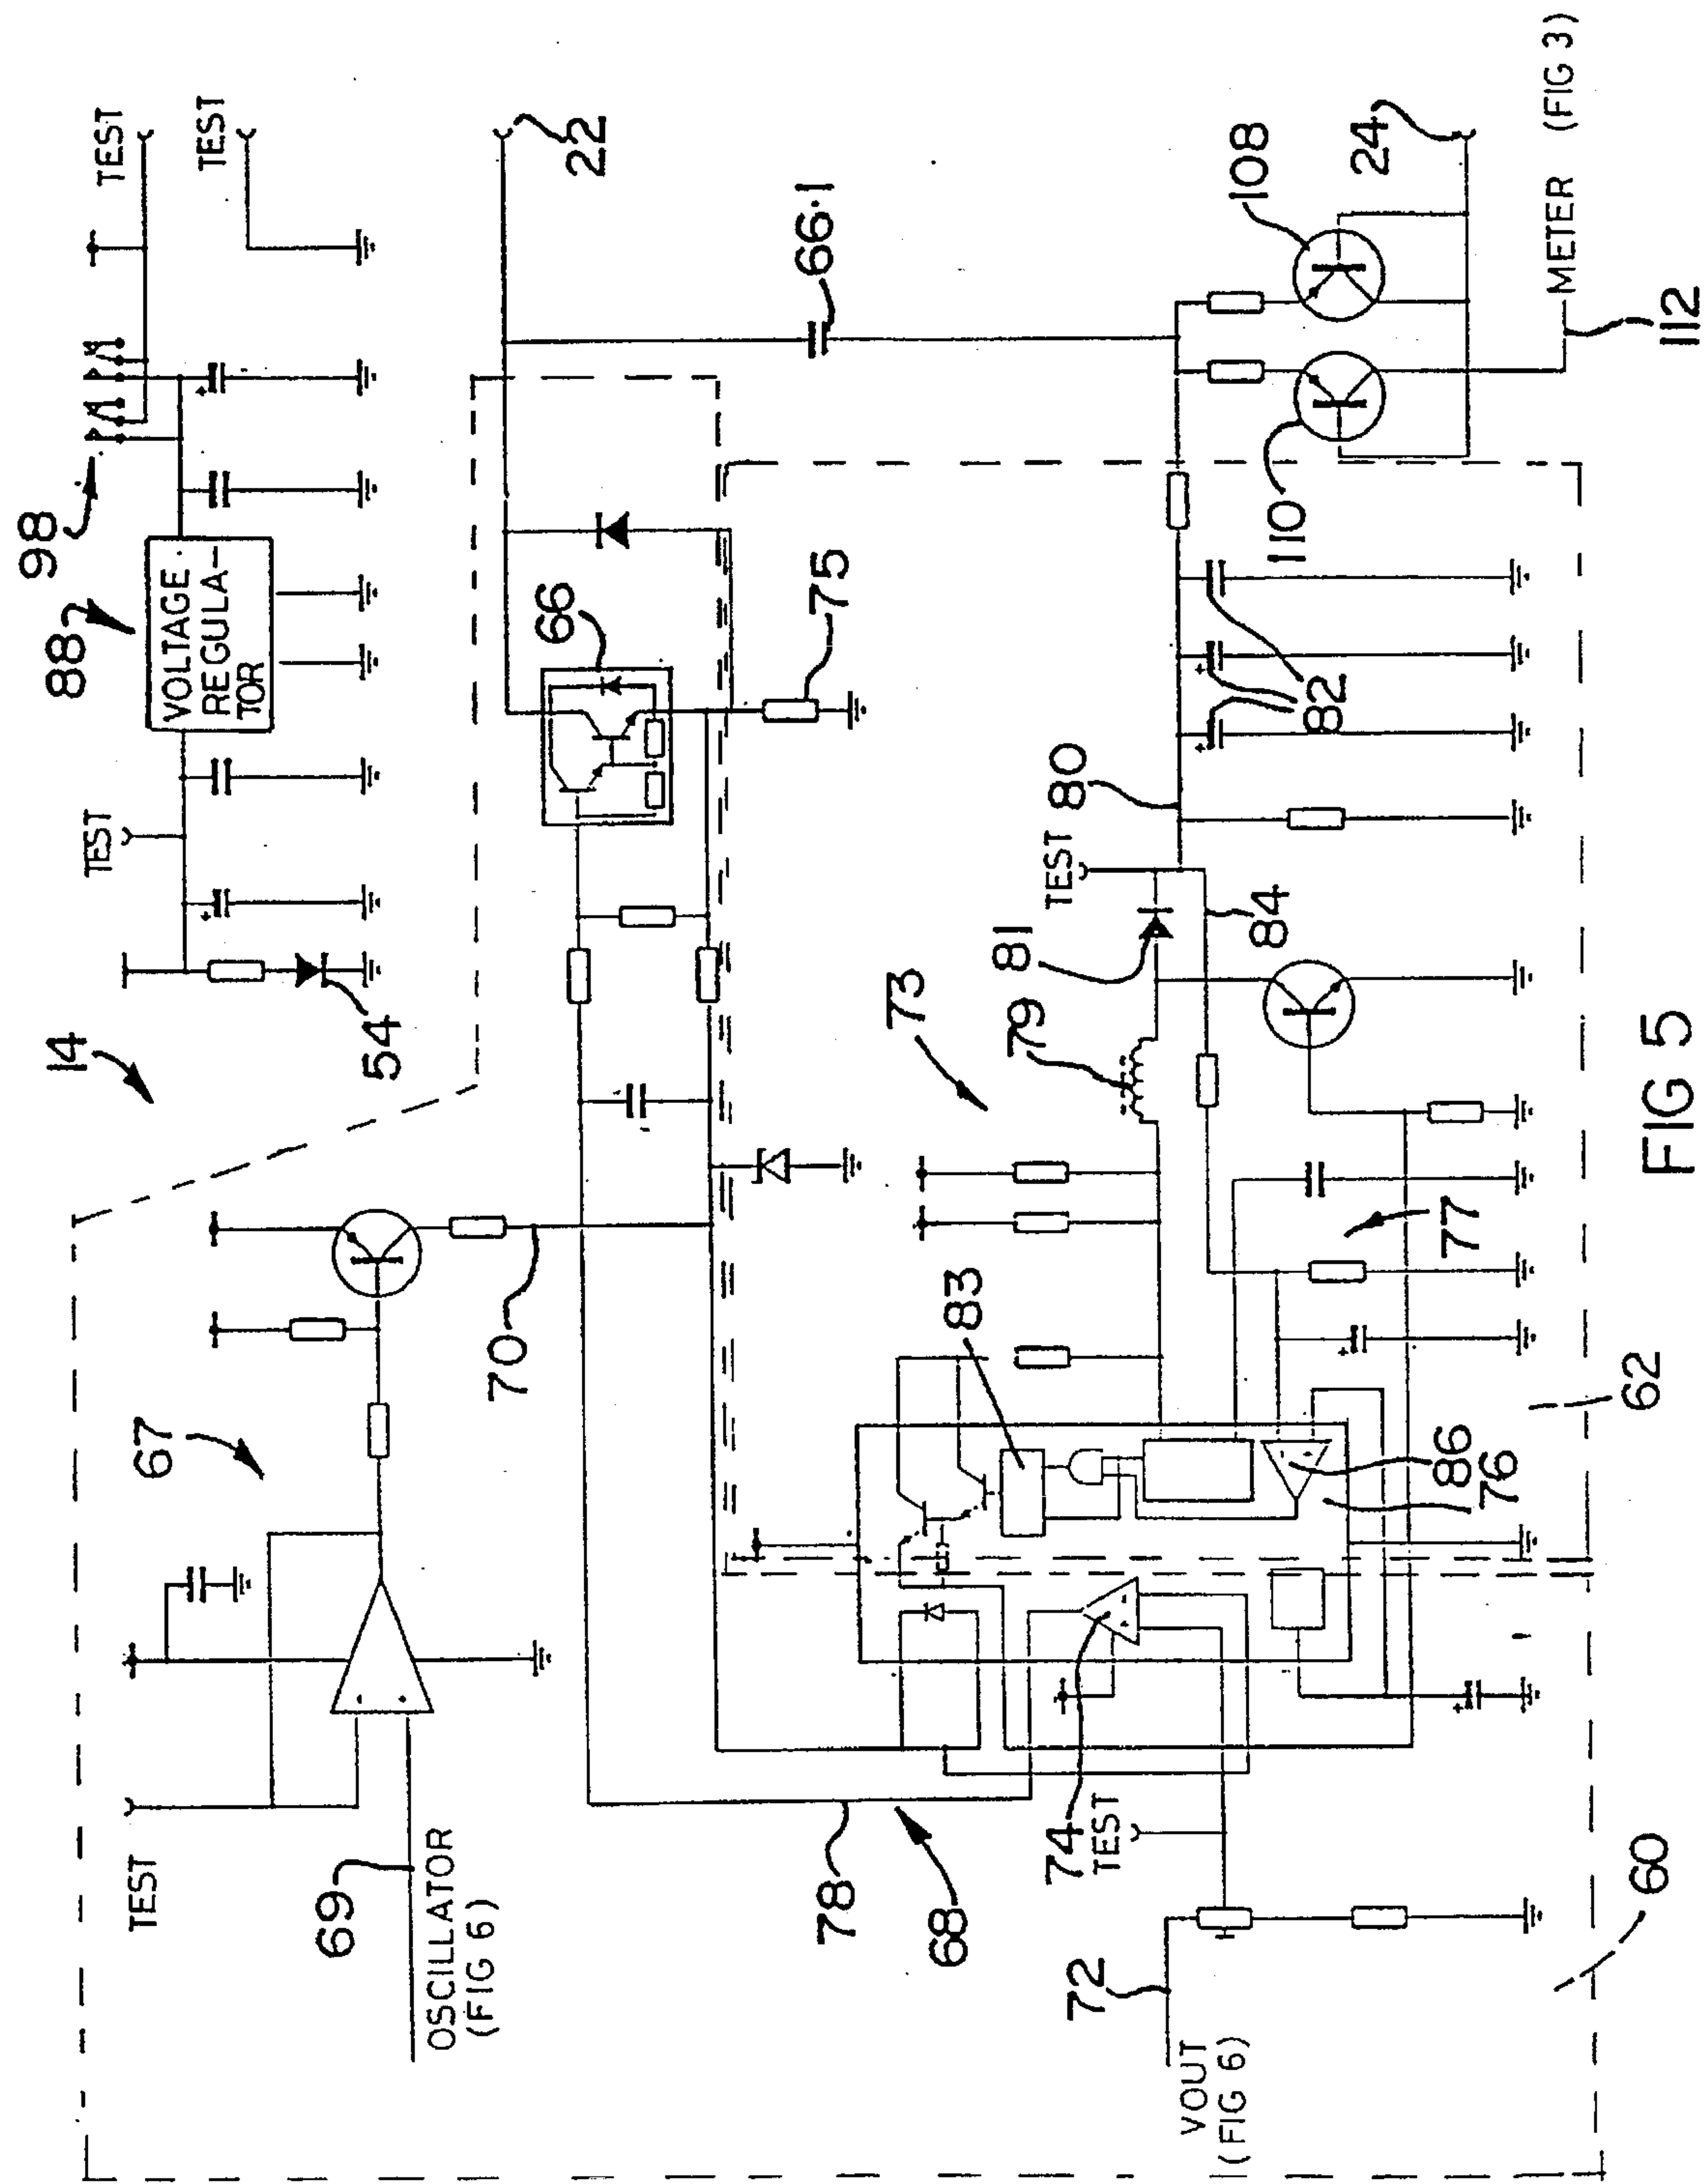 14
88
98
VOLTAGE
REGULA-
TOR
TEST
TEST
TEST
54
22
66
75
66·1
67
TEST
69
OSCILLATOR
(FIG 6)
70
78
68
73
79
81
TEST
80
82
84
83
77
86
76
74
TEST
72
VOUT
(FIG 6)
60
62
110
108
24
METER (FIG 3)
112
FIG 5